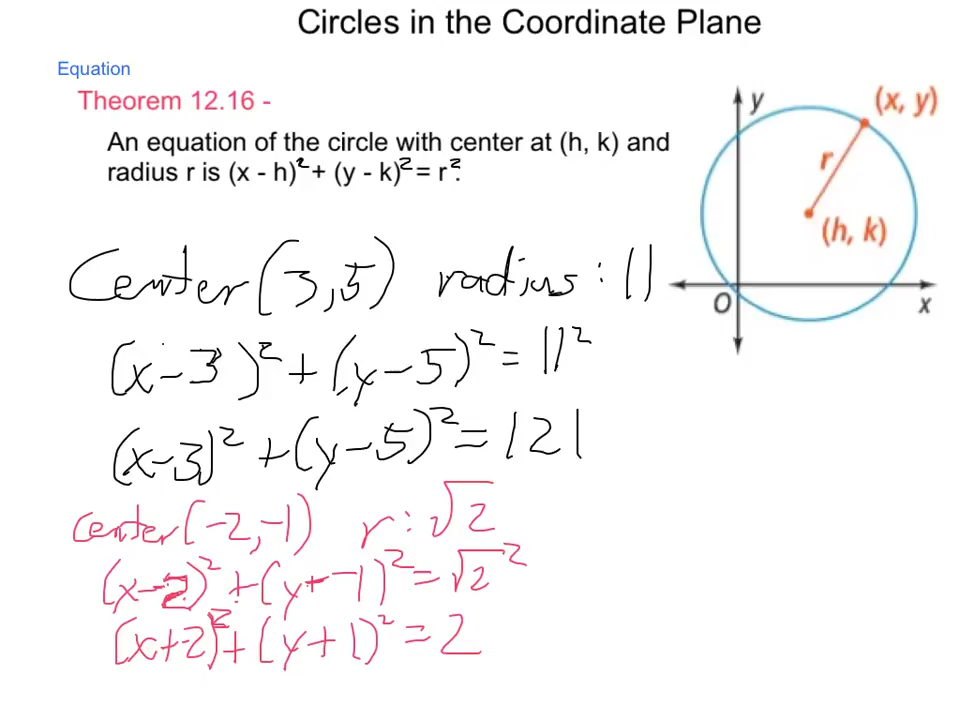 Circles in the Coordinate Plane
Equation
Theorem 12.16 -
An equation of the circle with center at (h, k) and
radius r is (x - h)² + (y - k)² = r².
y
(x, y)
r
(h, k)
O
x
Center (3,5) radius: 11
(x-3)² + (y-5)² = 11²
(x-3)² + (y-5)² = 121
center (-2,-1) r: √2
(x--2)² + (y--1)² = √2²
(x+2)² + (y+1)² = 2